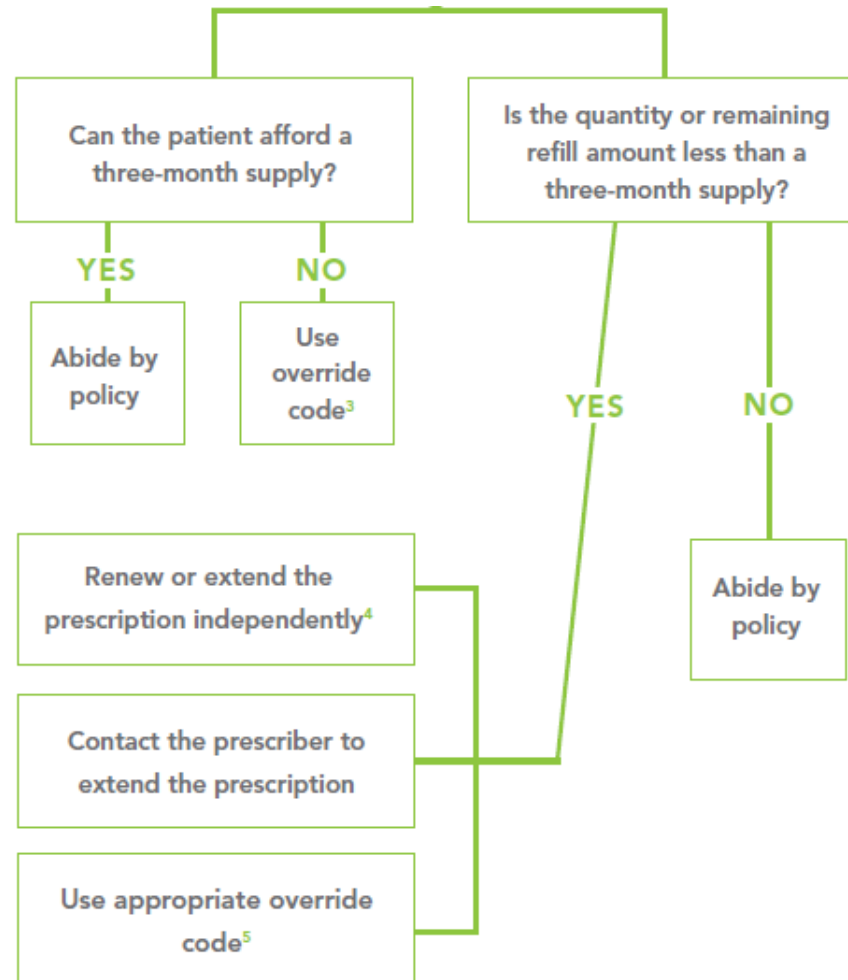 Can the patient afford a
three-month supply?
Is the quantity or remaining
refill amount less than a
three-month supply?
YES
NO
Abide by
policy
Use
override
code³
YES
NO
Abide by
policy
Renew or extend the
prescription independently⁴
Contact the prescriber to
extend the prescription
Use appropriate override
code⁵